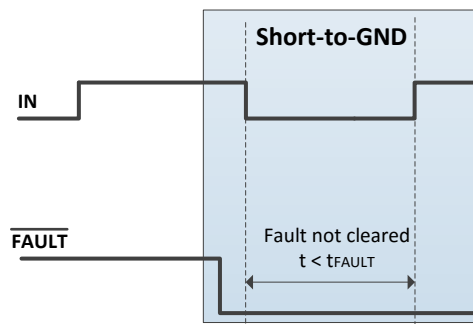 Short-to-GND
IN
FAULT
Fault not cleared
t < tFAULT